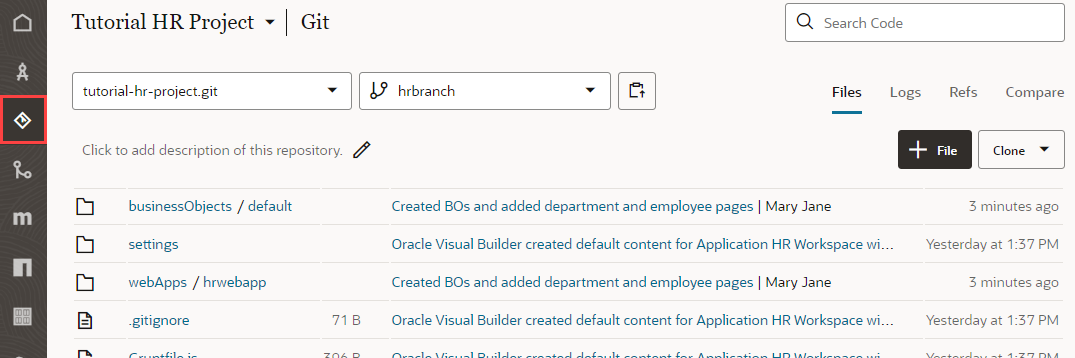 Tutorial HR Project | Git
Search Code
tutorial-hr-project.git
hrbranch
Files Logs Refs Compare
Click to add description of this repository.
File
Clone
businessObjects / default Created BOs and added department and employee pages | Mary Jane 3 minutes ago
settings Oracle Visual Builder created default content for Application HR Workspace wi... Yesterday at 1:37 PM
webApps / hrwebapp Created BOs and added department and employee pages | Mary Jane 3 minutes ago
.gitignore 71 B Oracle Visual Builder created default content for Application HR Workspace wi... Yesterday at 1:37 PM
Gruntfile.js 396 B Oracle Visual Builder created default content for Application HR Workspace wi... Yesterday at 1:37 PM